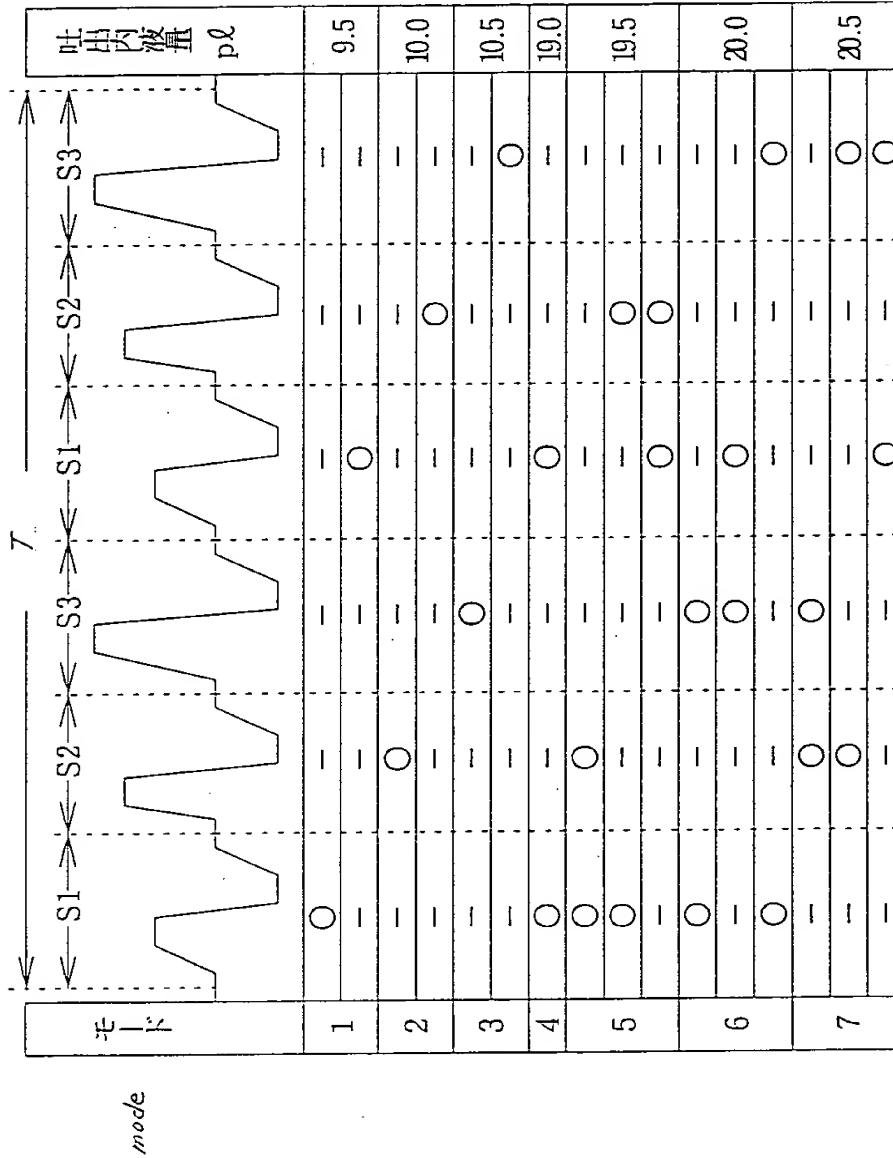 mode
T
モード S1 S2 S3 S1 S2 S3 吐出内液量 pℓ
1 ○ — — — — — 9.5
— — — ○ — —
2 — ○ — — — — 10.0
— — — — ○ —
3 — — ○ — — — 10.5
— — — — — ○
4 ○ — — ○ — — 19.0
5 ○ ○ — — — — 19.5
○ — — — ○ —
— — — ○ ○ —
6 ○ — ○ — — — 20.0
— — ○ ○ — —
○ — — — — ○
7 — ○ ○ — — — 20.5
— ○ — — — ○
— — — ○ — ○